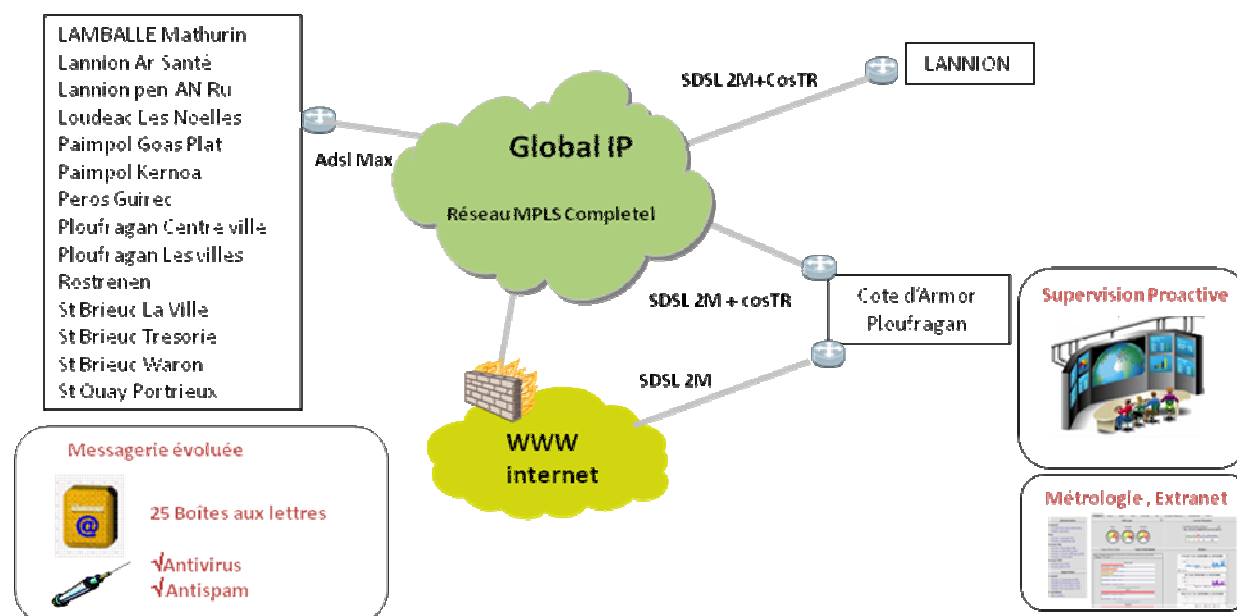 LAMBALLE Mathurin
Lannion Ar Santé
Lannion pen AN Ru
Loudeac Les Noelles
Paimpol Goas Plat
Paimpol Kernoa
Peros Guirec
Ploufragan Centre ville
Ploufragan Les villes
Rostrenen
St Brieuc La Ville
St Brieuc Tresorie
St Brieuc Waron
St Quay Portrieux
Adsl Max
Global IP
Réseau MPLS Completel
SDSL 2M+CosTR
LANNION
SDSL 2M + cosTR
Cote d'Armor
Ploufragan
SDSL 2M
WWW
internet
Supervision Proactive
Messagerie évoluée
25 Boîtes aux lettres
@
√Antivirus
√Antispam
Métrologie , Extranet